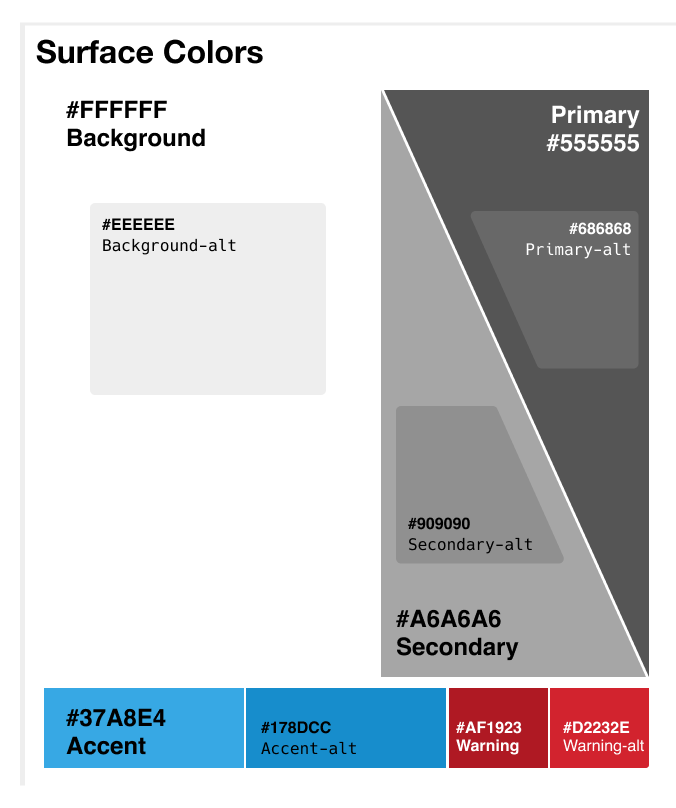 Surface Colors
#FFFFFF
Background
Primary
#555555
#EEEEEE
Background-alt
#686868
Primary-alt
#909090
Secondary-alt
#A6A6A6
Secondary
#37A8E4
Accent
#178DCC
Accent-alt
#AF1923
Warning
#D2232E
Warning-alt